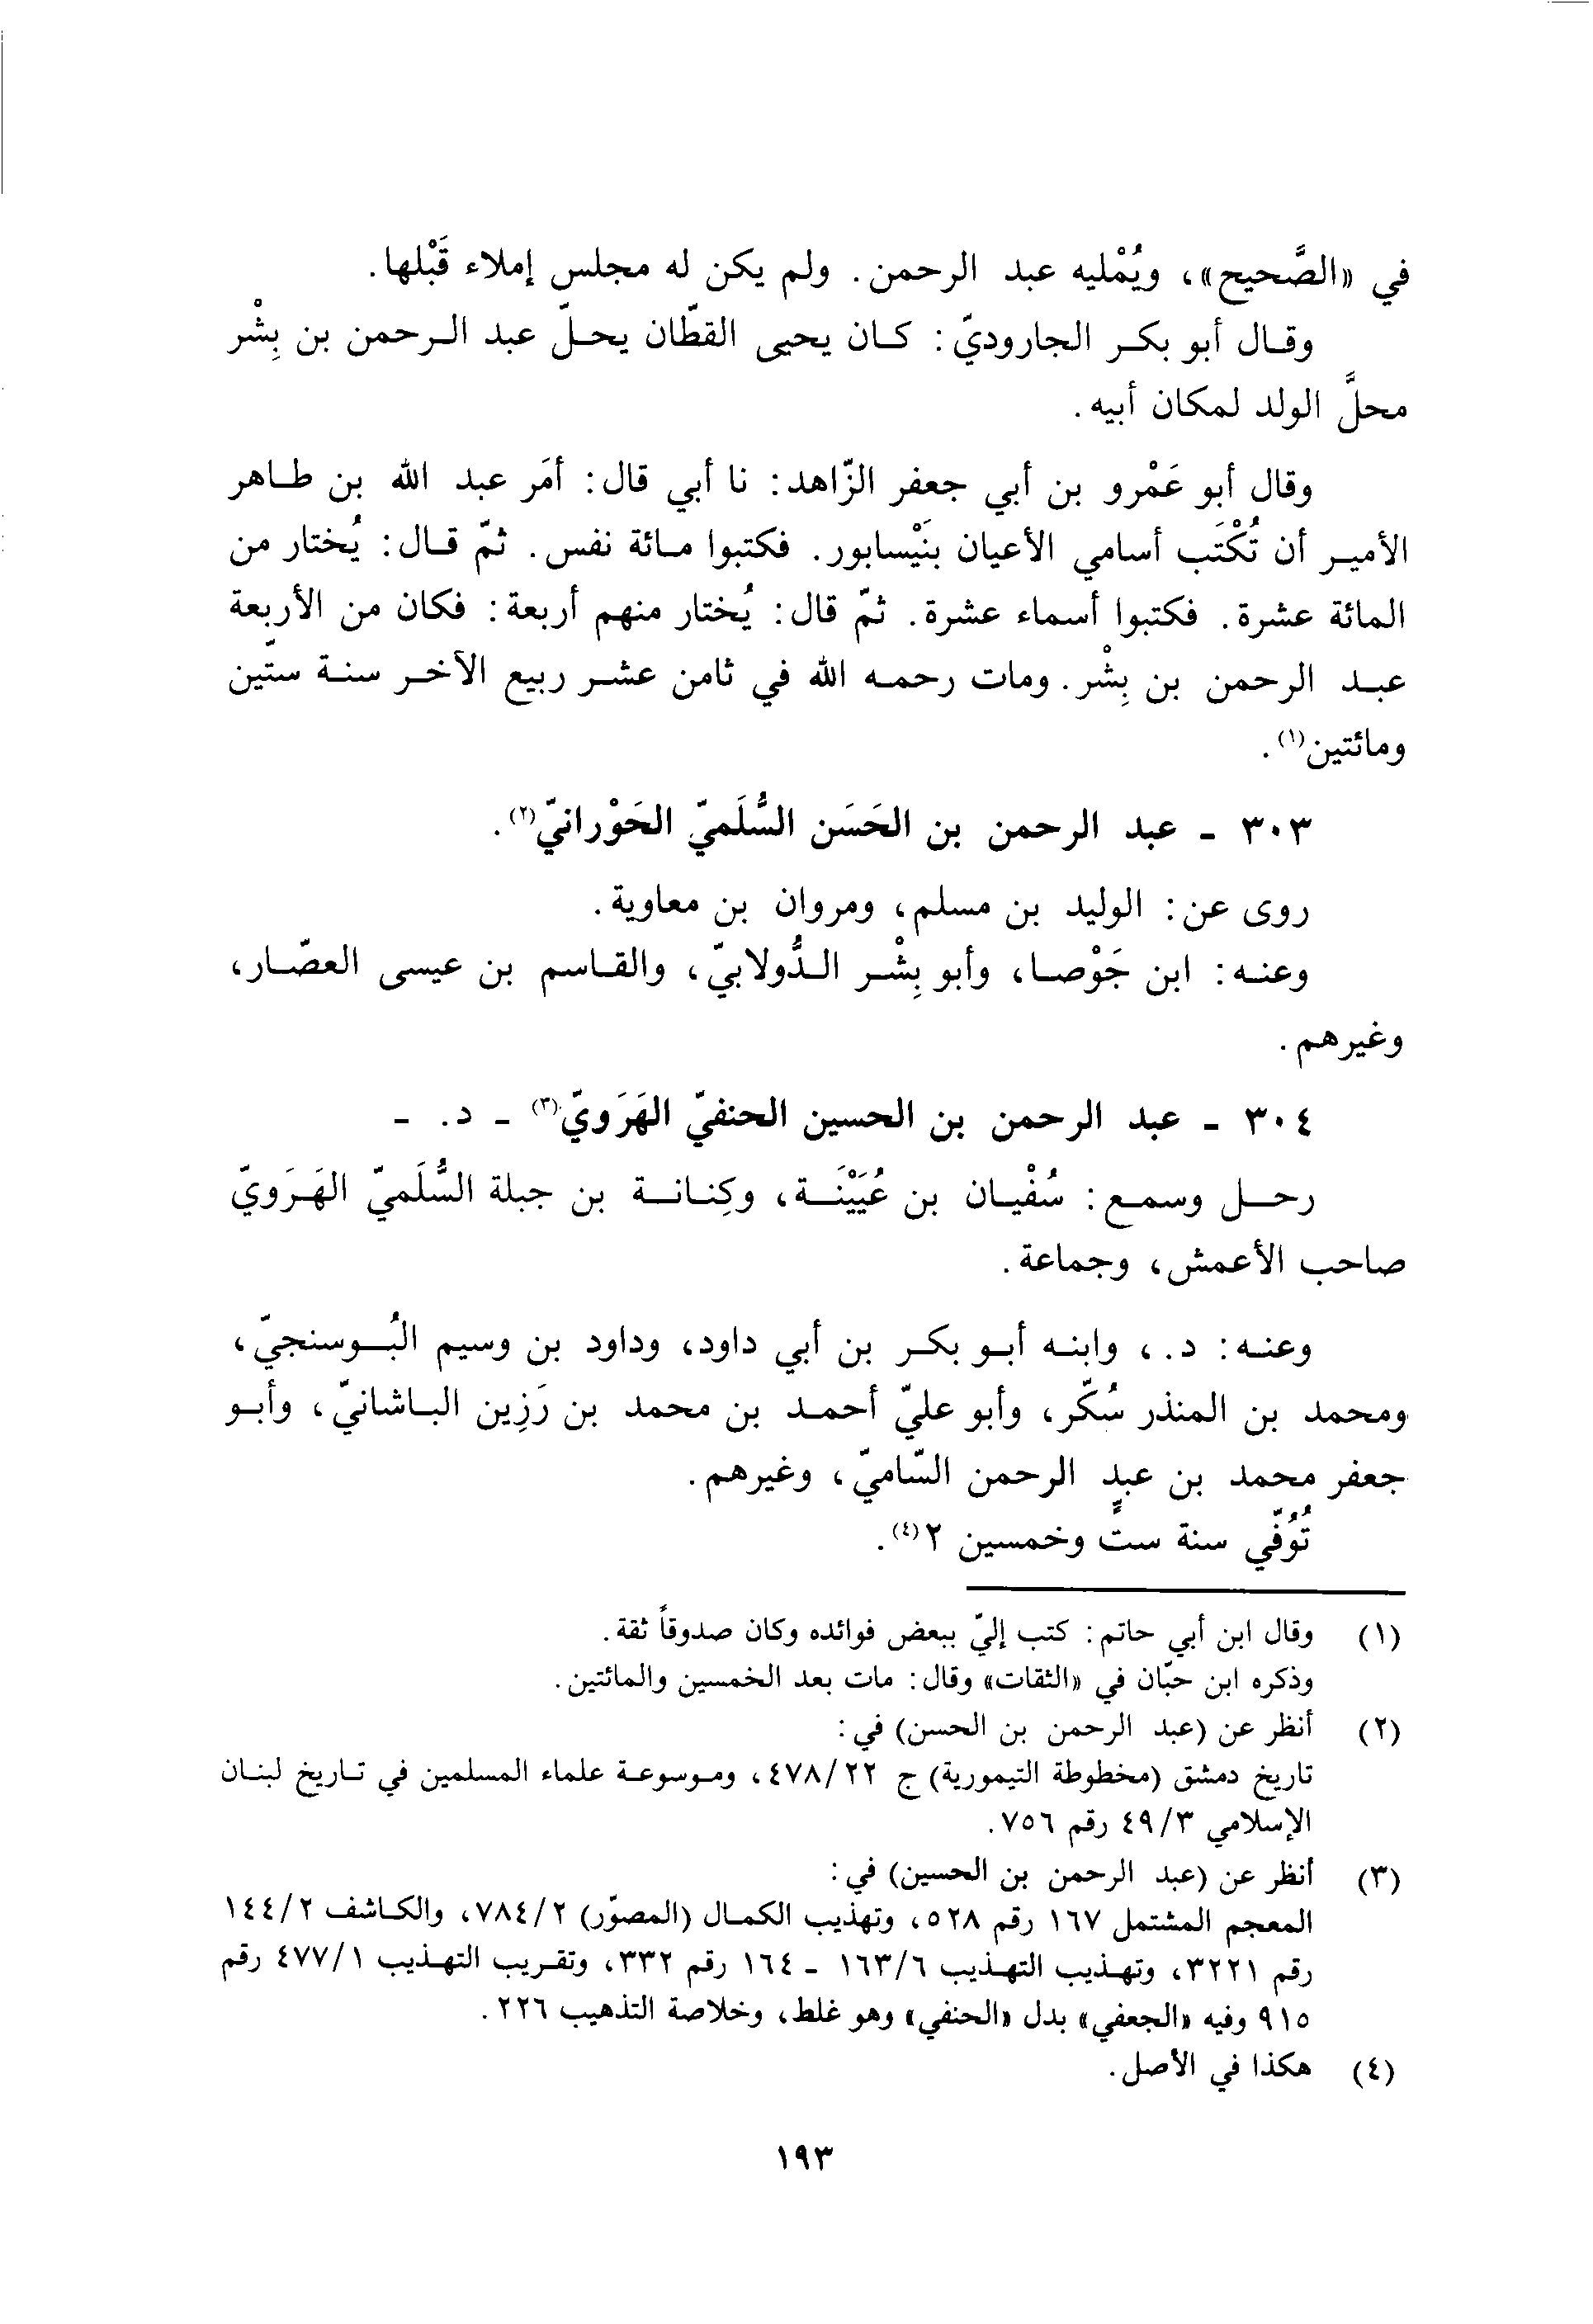 في «الصَّحيح»، ويُمْليه عبد الرحمن. ولم يكن له مجلس إملاء قَبْلها.
وقال أبو بكر الجاروديّ: كان يحيى القطّان يحلّ عبد الرحمن بن بِشْر
محلَّ الولد لمكان أبيه.
وقال أبو عَمْرو بن أبي جعفر الزّاهد: نا أبي قال: أمَر عبد الله بن طاهر
الأمير أن تُكْتَب أسامي الأعيان بنَيْسابور. فكتبوا مائة نفس. ثمّ قال: يُختار من
المائة عشرة. فكتبوا أسماء عشرة. ثمّ قال: يُختار منهم أربعة: فكان من الأربعة
عبد الرحمن بن بِشْر. ومات رحمه الله في ثامن عشر ربيع الآخر سنة ستّين
ومائتين(١).
٣٠٣ - عبد الرحمن بن الحَسَن السُّلَميّ الحَوْرانيّ(٢).
روى عن: الوليد بن مسلم، ومروان بن معاوية.
وعنه: ابن جَوْصا، وأبو بِشْر الدُّولابيّ، والقاسم بن عيسى العصّار،
وغيرهم.
٣٠٤ - عبد الرحمن بن الحسين الحنفيّ الهَرَويّ(٣) - د. -
رحل وسمع: سُفْيان بن عُيَيْنَة، وكِنانة بن جبلة السُّلَميّ الهَرَويّ
صاحب الأعمش، وجماعة.
وعنه: د.، وابنه أبو بكر بن أبي داود، وداود بن وسيم البُوسنجيّ،
ومحمد بن المنذر سُكّر، وأبو عليّ أحمد بن محمد بن رَزِين الباشانيّ، وأبو
جعفر محمد بن عبد الرحمن السّاميّ، وغيرهم.
تُوُفّي سنة ستٍّ وخمسين ٢(٤).
(١) وقال ابن أبي حاتم: كتب إليّ ببعض فوائده وكان صدوقاً ثقة.
وذكره ابن حبّان في «الثقات» وقال: مات بعد الخمسين والمائتين.
(٢) أنظر عن (عبد الرحمن بن الحسن) في:
تاريخ دمشق (مخطوطة التيمورية) ج ٤٧٨/٢٢، وموسوعة علماء المسلمين في تاريخ لبنان
الإسلامي ٤٩/٣ رقم ٧٥٦.
(٣) أنظر عن (عبد الرحمن بن الحسين) في:
المعجم المشتمل ١٦٧ رقم ٥٢٨، وتهذيب الكمال (المصوّر) ٧٨٤/٢، والكاشف ١٤٤/٢
رقم ٣٢٢١، وتهذيب التهذيب ١٦٣/٦ - ١٦٤ رقم ٣٣٢، وتقريب التهذيب ٤٧٧/١ رقم
٩١٥ وفيه «الجعفي» بدل «الحنفي» وهو غلط، وخلاصة التذهيب ٢٢٦.
(٤) هكذا في الأصل.
١٩٣